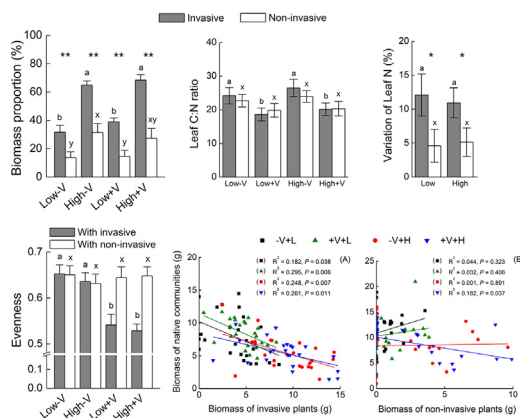 Invasive
Non-invasive
Biomass proportion (%)
100
80
60
40
20
0
**
**
**
**
b
y
a
x
b
y
a
xy
Low-V
High-V
Low+V
High+V
Leaf C:N ratio
40
30
20
10
0
a
x
b
x
a
x
b
x
Low-V
Low+V
High-V
High+V
Variation of Leaf N (%)
20
15
10
5
0
*
*
a
x
a
x
Low
High
With invasive
With non-invasive
Evenness
0.7
0.6
0.5
0.1
0.0
a
x
a
x
b
x
b
x
Low-V
High-V
Low+V
High+V
-V+L
+V+L
-V+H
+V+H
Biomass of native communities (g)
20
15
10
5
0
(A)
( R² = 0.182, P = 0.038
( R² = 0.295, P = 0.006
( R² = 0.248, P = 0.007
( R² = 0.261, P = 0.011
0
5
10
15
Biomass of invasive plants (g)
25
20
15
10
5
0
(B
( R² = 0.044, P = 0.323
( R² = 0.032, P = 0.406
( R² = 0.001, P = 0.891
( R² = 0.182, P = 0.037
0
5
10
Biomass of non-invasive plants (g)